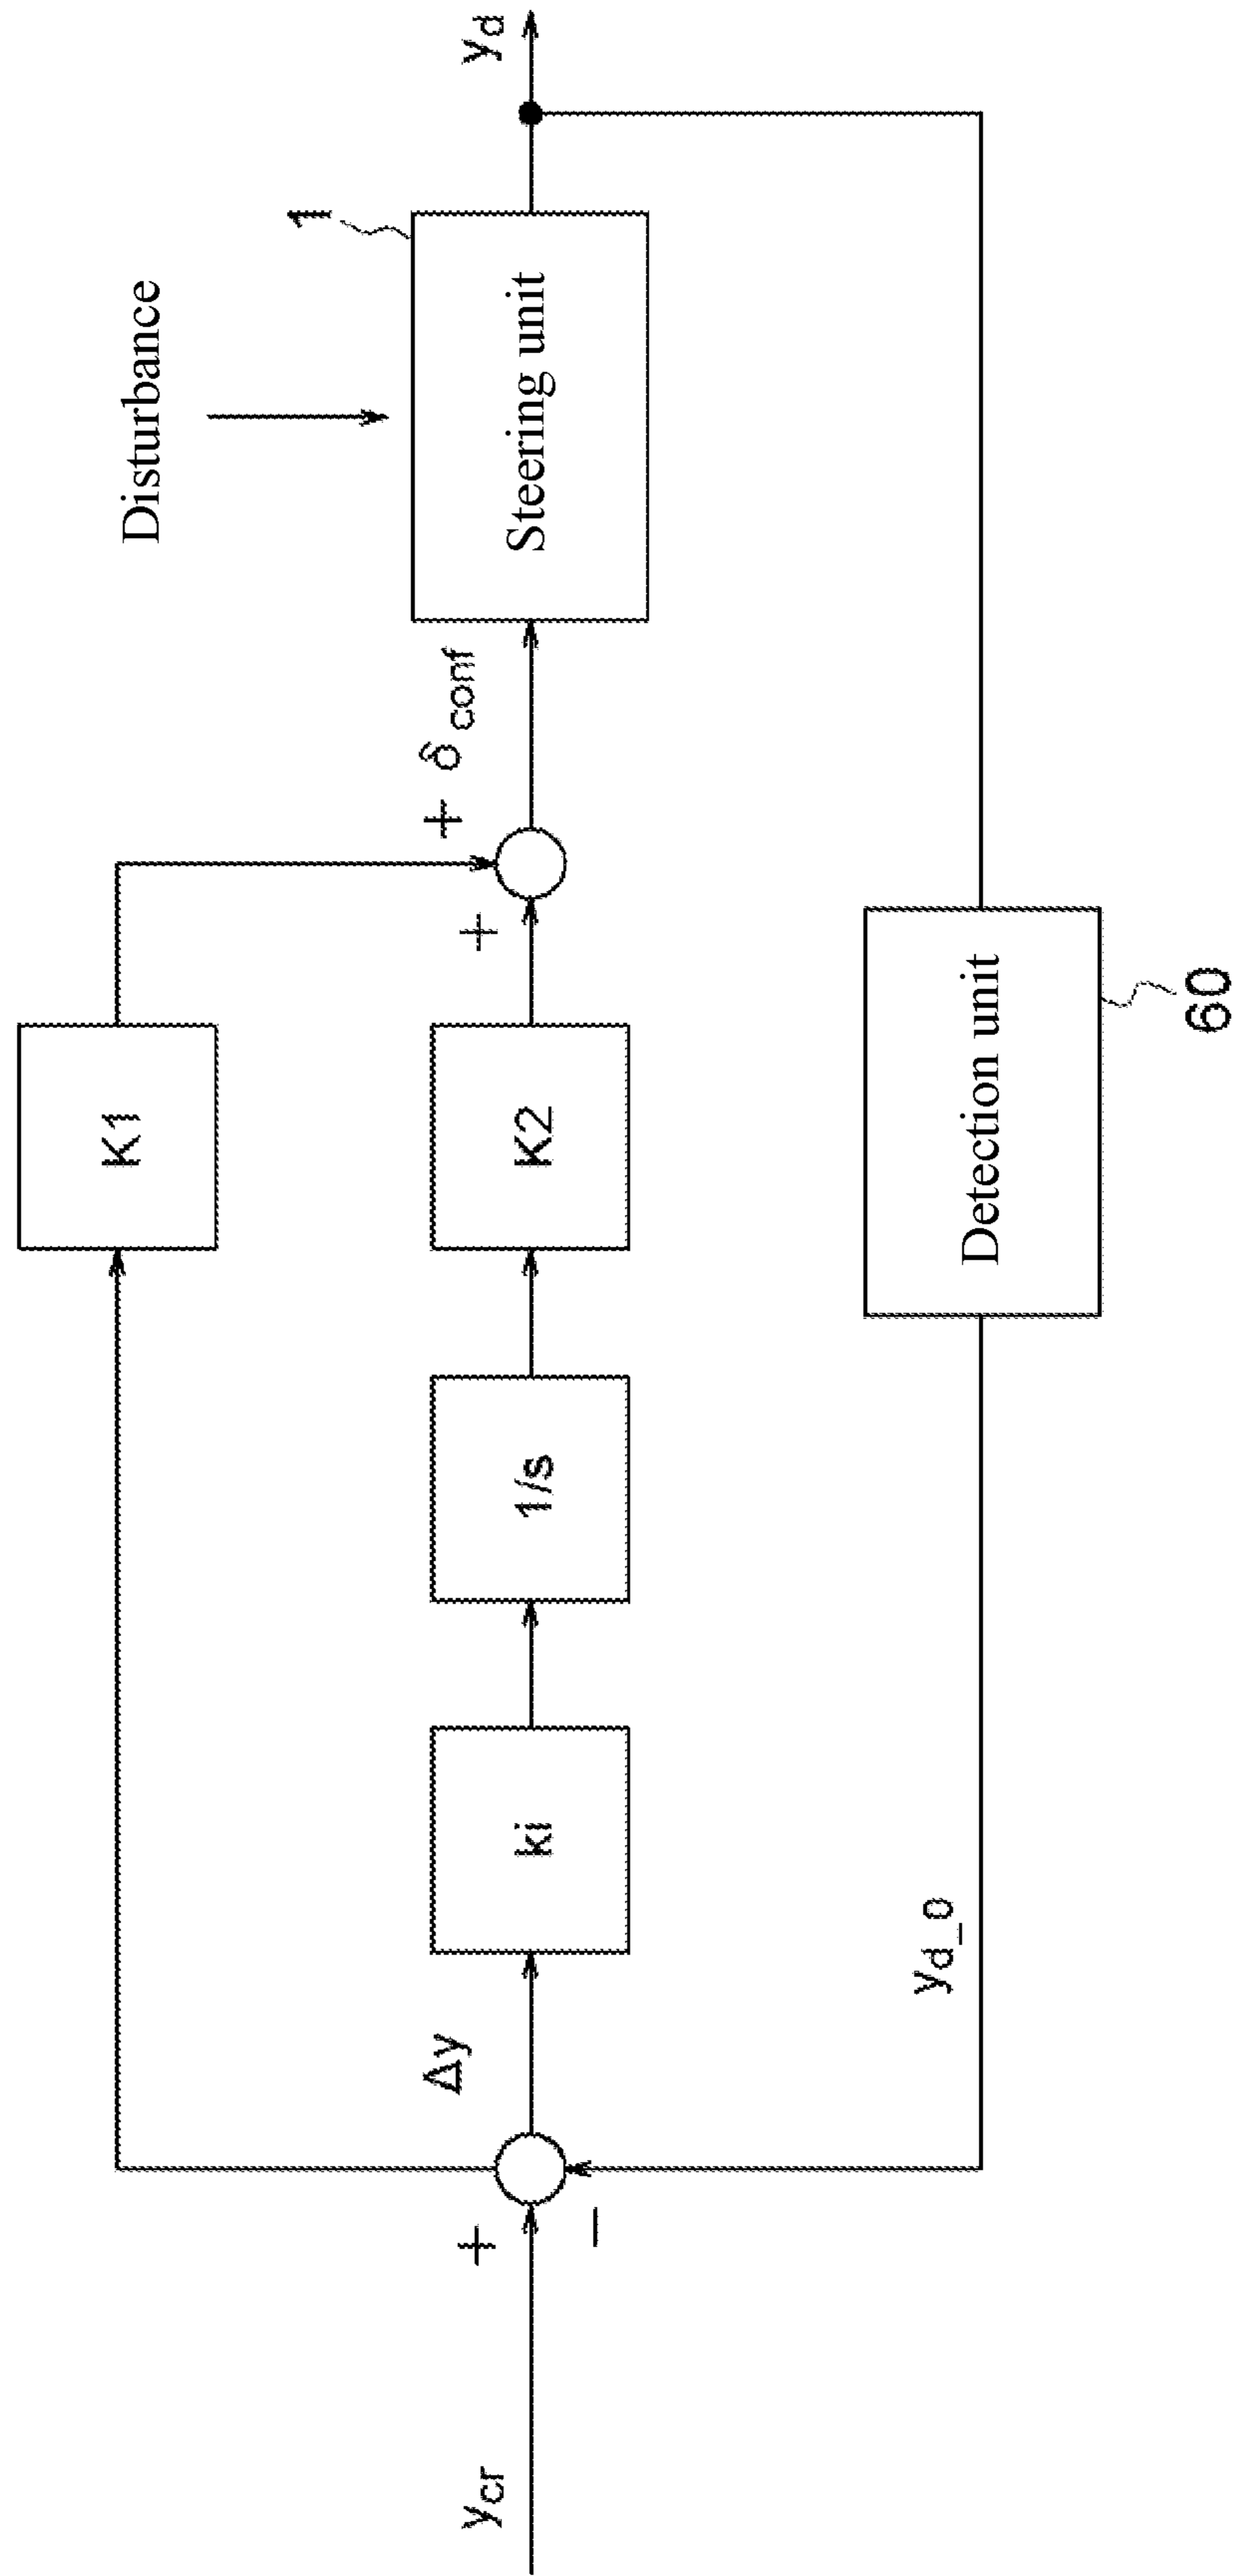 Disturbance
1
K1
+
δconf
yd
ycr
+
−
Δy
ki
1/s
K2
+
Steering unit
yd_0
Detection unit
60